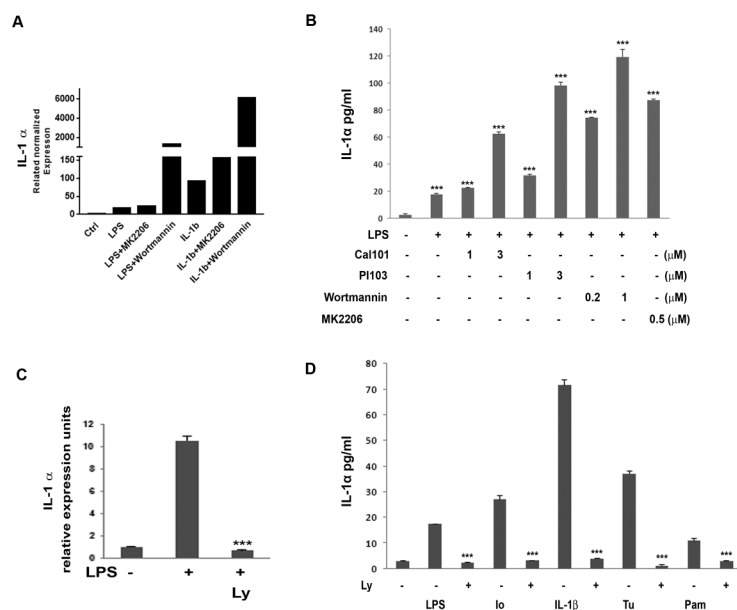 A
IL-1 α
Related normalized
Expresson
6000
4000
2000
150
100
50
0
Ctrl
LPS
LPS+MK2206
LPS+Wortmannin
IL-1b
IL-1b+MK2206
IL-1b+Wortmannin
B
IL-1α pg/ml
140
120
100
80
60
40
20
0
*** *** *** *** *** *** *** ***
LPS - + + + + + + + +
Cal101 - - 1 3 - - - - - (μM)
PI103 - - - - 1 3 - - - (μM)
Wortmannin - - - - - - 0.2 1 - (μM)
MK2206 - - - - - - - - 0.5 (μM)
C
IL-1 α
relative expression units
12
10
8
6
4
2
0
***
LPS - + +
Ly
D
IL-1α pg/ml
80
70
60
50
40
30
20
10
0
*** *** *** *** ***
Ly - - + - + - + - + - +
LPS Io IL-1β Tu Pam